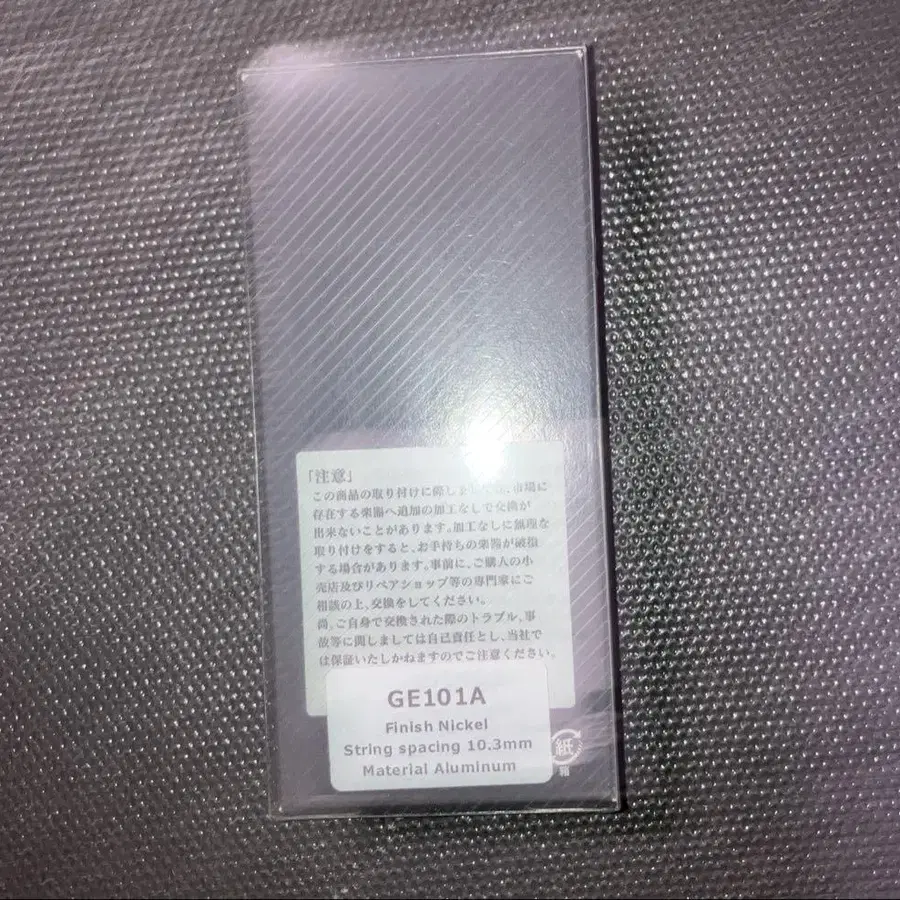 「注意」
この商品の取り付けに際しまして、市場に
存在する楽器へ追加の加工なしで交換が
出来ないことがあります。加工なしに無理な
取り付けをすると、お手持ちの楽器が破損
する場合があります。事前に、ご購入の小
売店及びリペアショップ等の専門家にご
相談の上、交換をしてください。
尚、ご自身で交換された際のトラブル、事
故等に関しましては自己責任とし、当社で
は保証いたしかねますのでご注意ください。
GE101A
Finish Nickel
String spacing 10.3mm
Material Aluminum
紙
箱